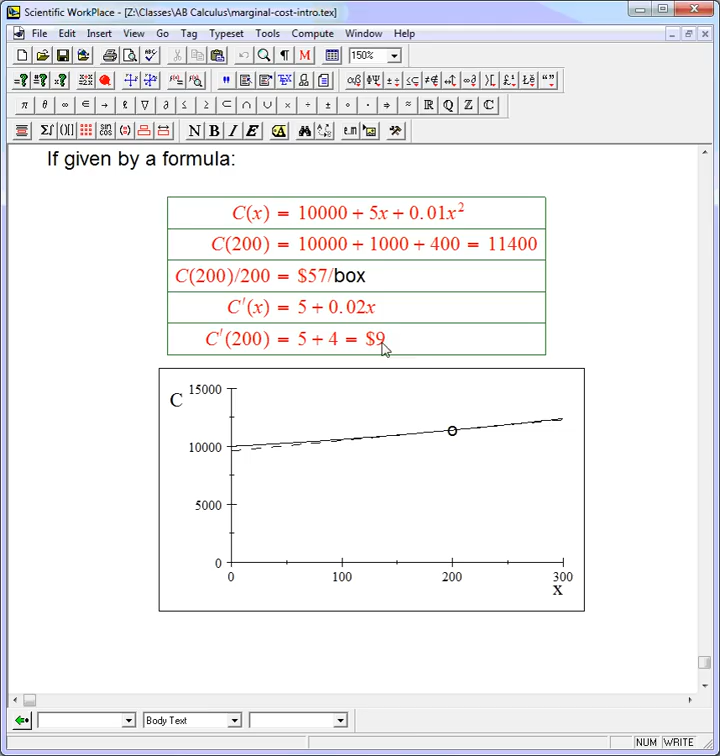 Scientific WorkPlace - [Z:\Classes\AB Calculus\marginal-cost-intro.tex]
File Edit Insert View Go Tag Typeset Tools Compute Window Help
150%
π θ ∞ ∈ → ℓ ∇ ∂ ≤ ≥ ⊂ ∩ ∪ × ÷ ± ∘ · ⇒ ≈ ℝ ℚ ℤ ℂ
N B I E
If given by a formula:
C(x) = 10000 + 5x + 0.01x²
C(200) = 10000 + 1000 + 400 = 11400
C(200)/200 = $57/box
C′(x) = 5 + 0.02x
C′(200) = 5 + 4 = $9
C
15000
10000
5000
0
0 100 200 300
x
Body Text
NUM WRITE